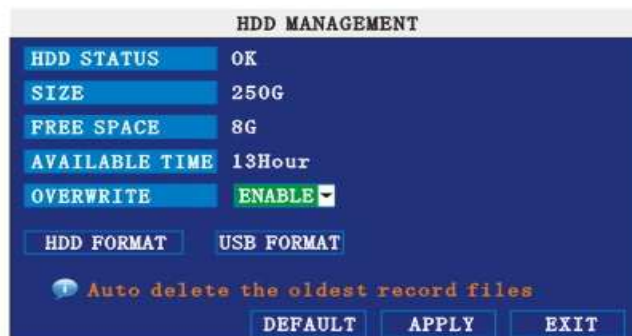 HDD MANAGEMENT
HDD STATUS OK
SIZE 250G
FREE SPACE 8G
AVAILABLE TIME 13Hour
OVERWRITE ENABLE
HDD FORMAT USB FORMAT
Auto delete the oldest record files
DEFAULT APPLY EXIT